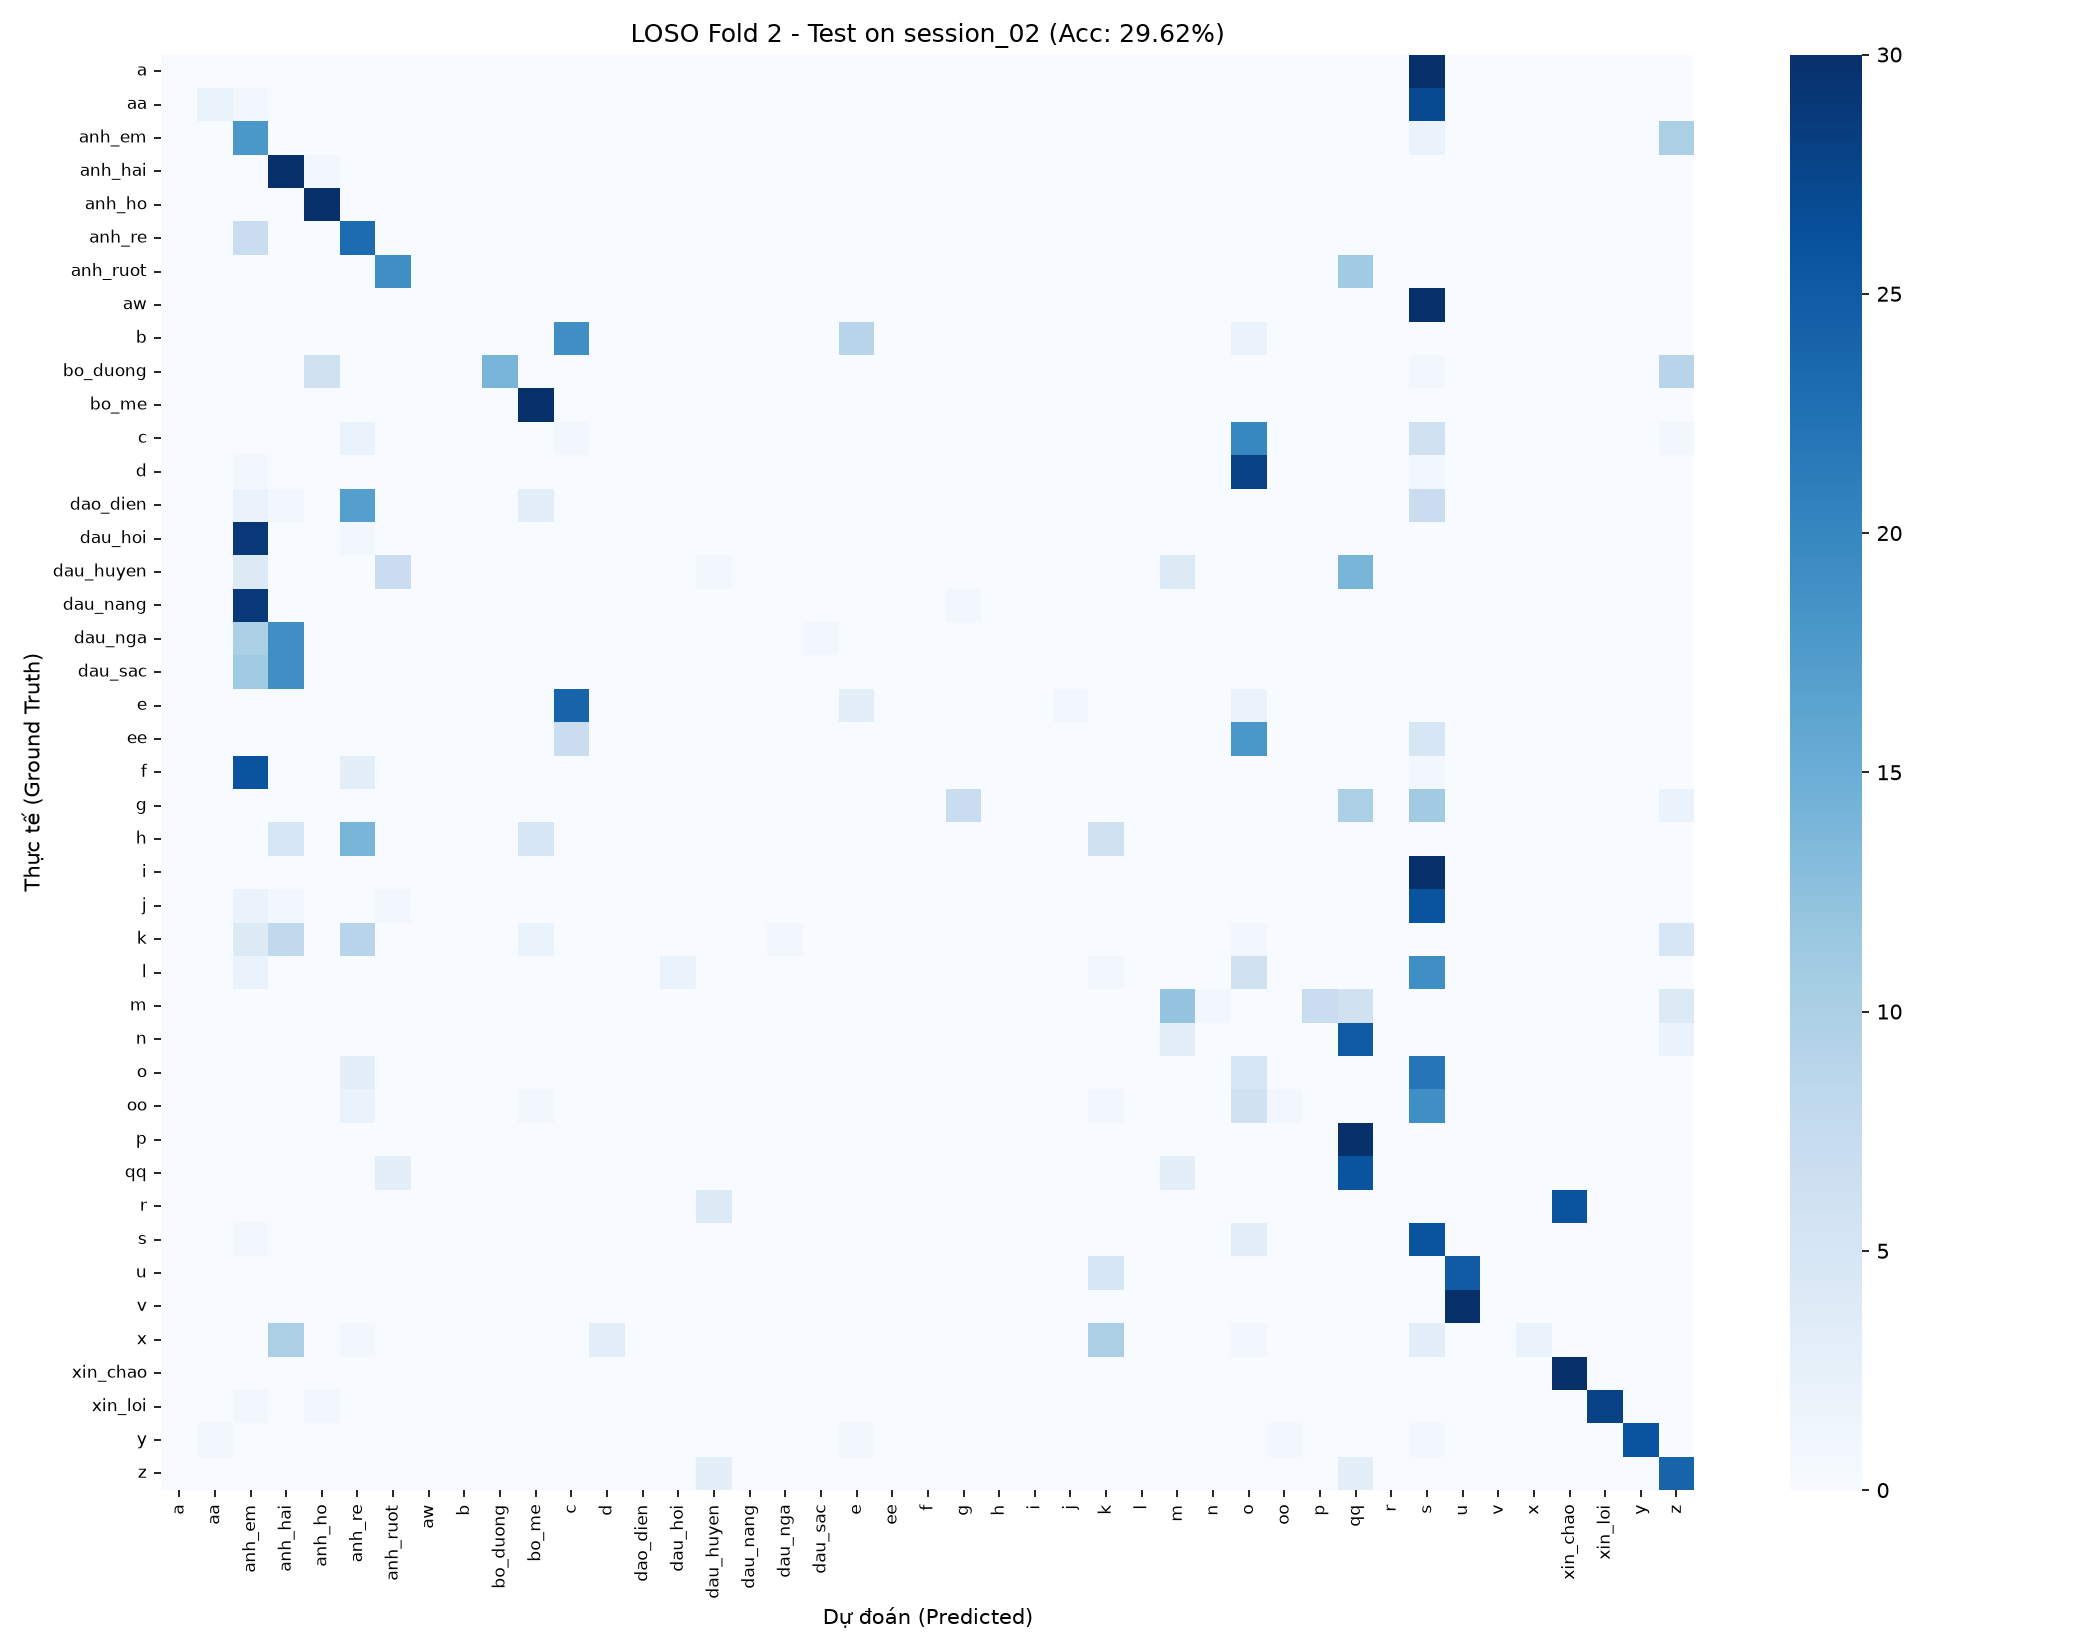 LOSO Fold 2 - Test on session_02 (Acc: 29.62%)
Thực tế (Ground Truth)
a
aa
anh_em
anh_hai
anh_ho
anh_re
anh_ruot
aw
b
bo_duong
bo_me
c
d
dao_dien
dau_hoi
dau_huyen
dau_nang
dau_nga
dau_sac
e
ee
f
g
h
i
j
k
l
m
n
o
oo
p
qq
r
s
u
v
x
xin_chao
xin_loi
y
z
a
aa
anh_em
anh_hai
anh_ho
anh_re
anh_ruot
aw
b
bo_duong
bo_me
c
d
dao_dien
dau_hoi
dau_huyen
dau_nang
dau_nga
dau_sac
e
ee
f
g
h
i
j
k
l
m
n
o
oo
p
qq
r
s
u
v
x
xin_chao
xin_loi
y
z
Dự đoán (Predicted)
30
25
20
15
10
5
0